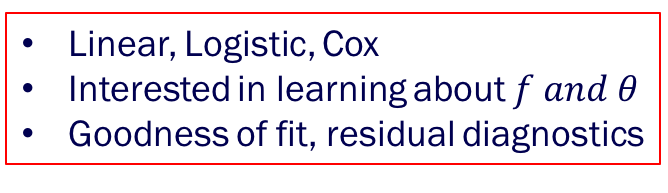 • Linear, Logistic, Cox
• Interested in learning about f and θ
• Goodness of fit, residual diagnostics